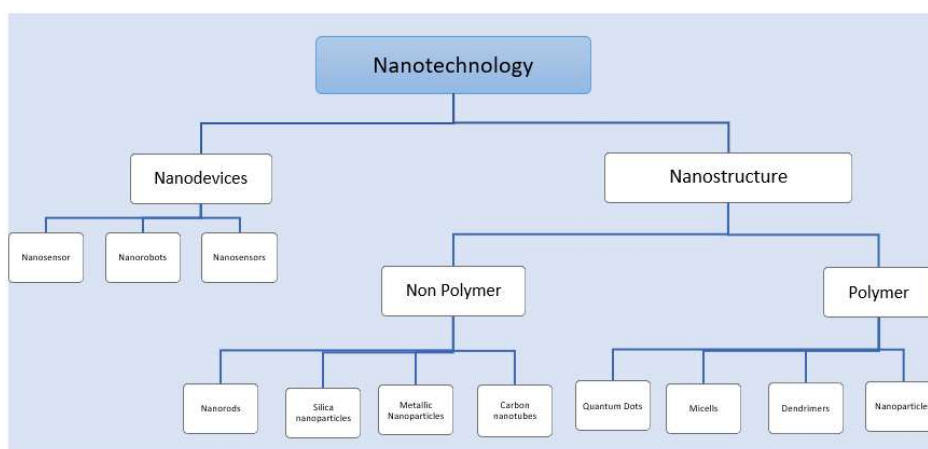 Nanotechnology
Nanodevices
Nanostructure
Nanosensor
Nanorobots
Nanosensors
Non Polymer
Polymer
Nanorods
Silica
nanoparticles
Metallic
Nanoparticles
Carbon
nanotubes
Quantum Dots
Micells
Dendrimers
Nanoparticles